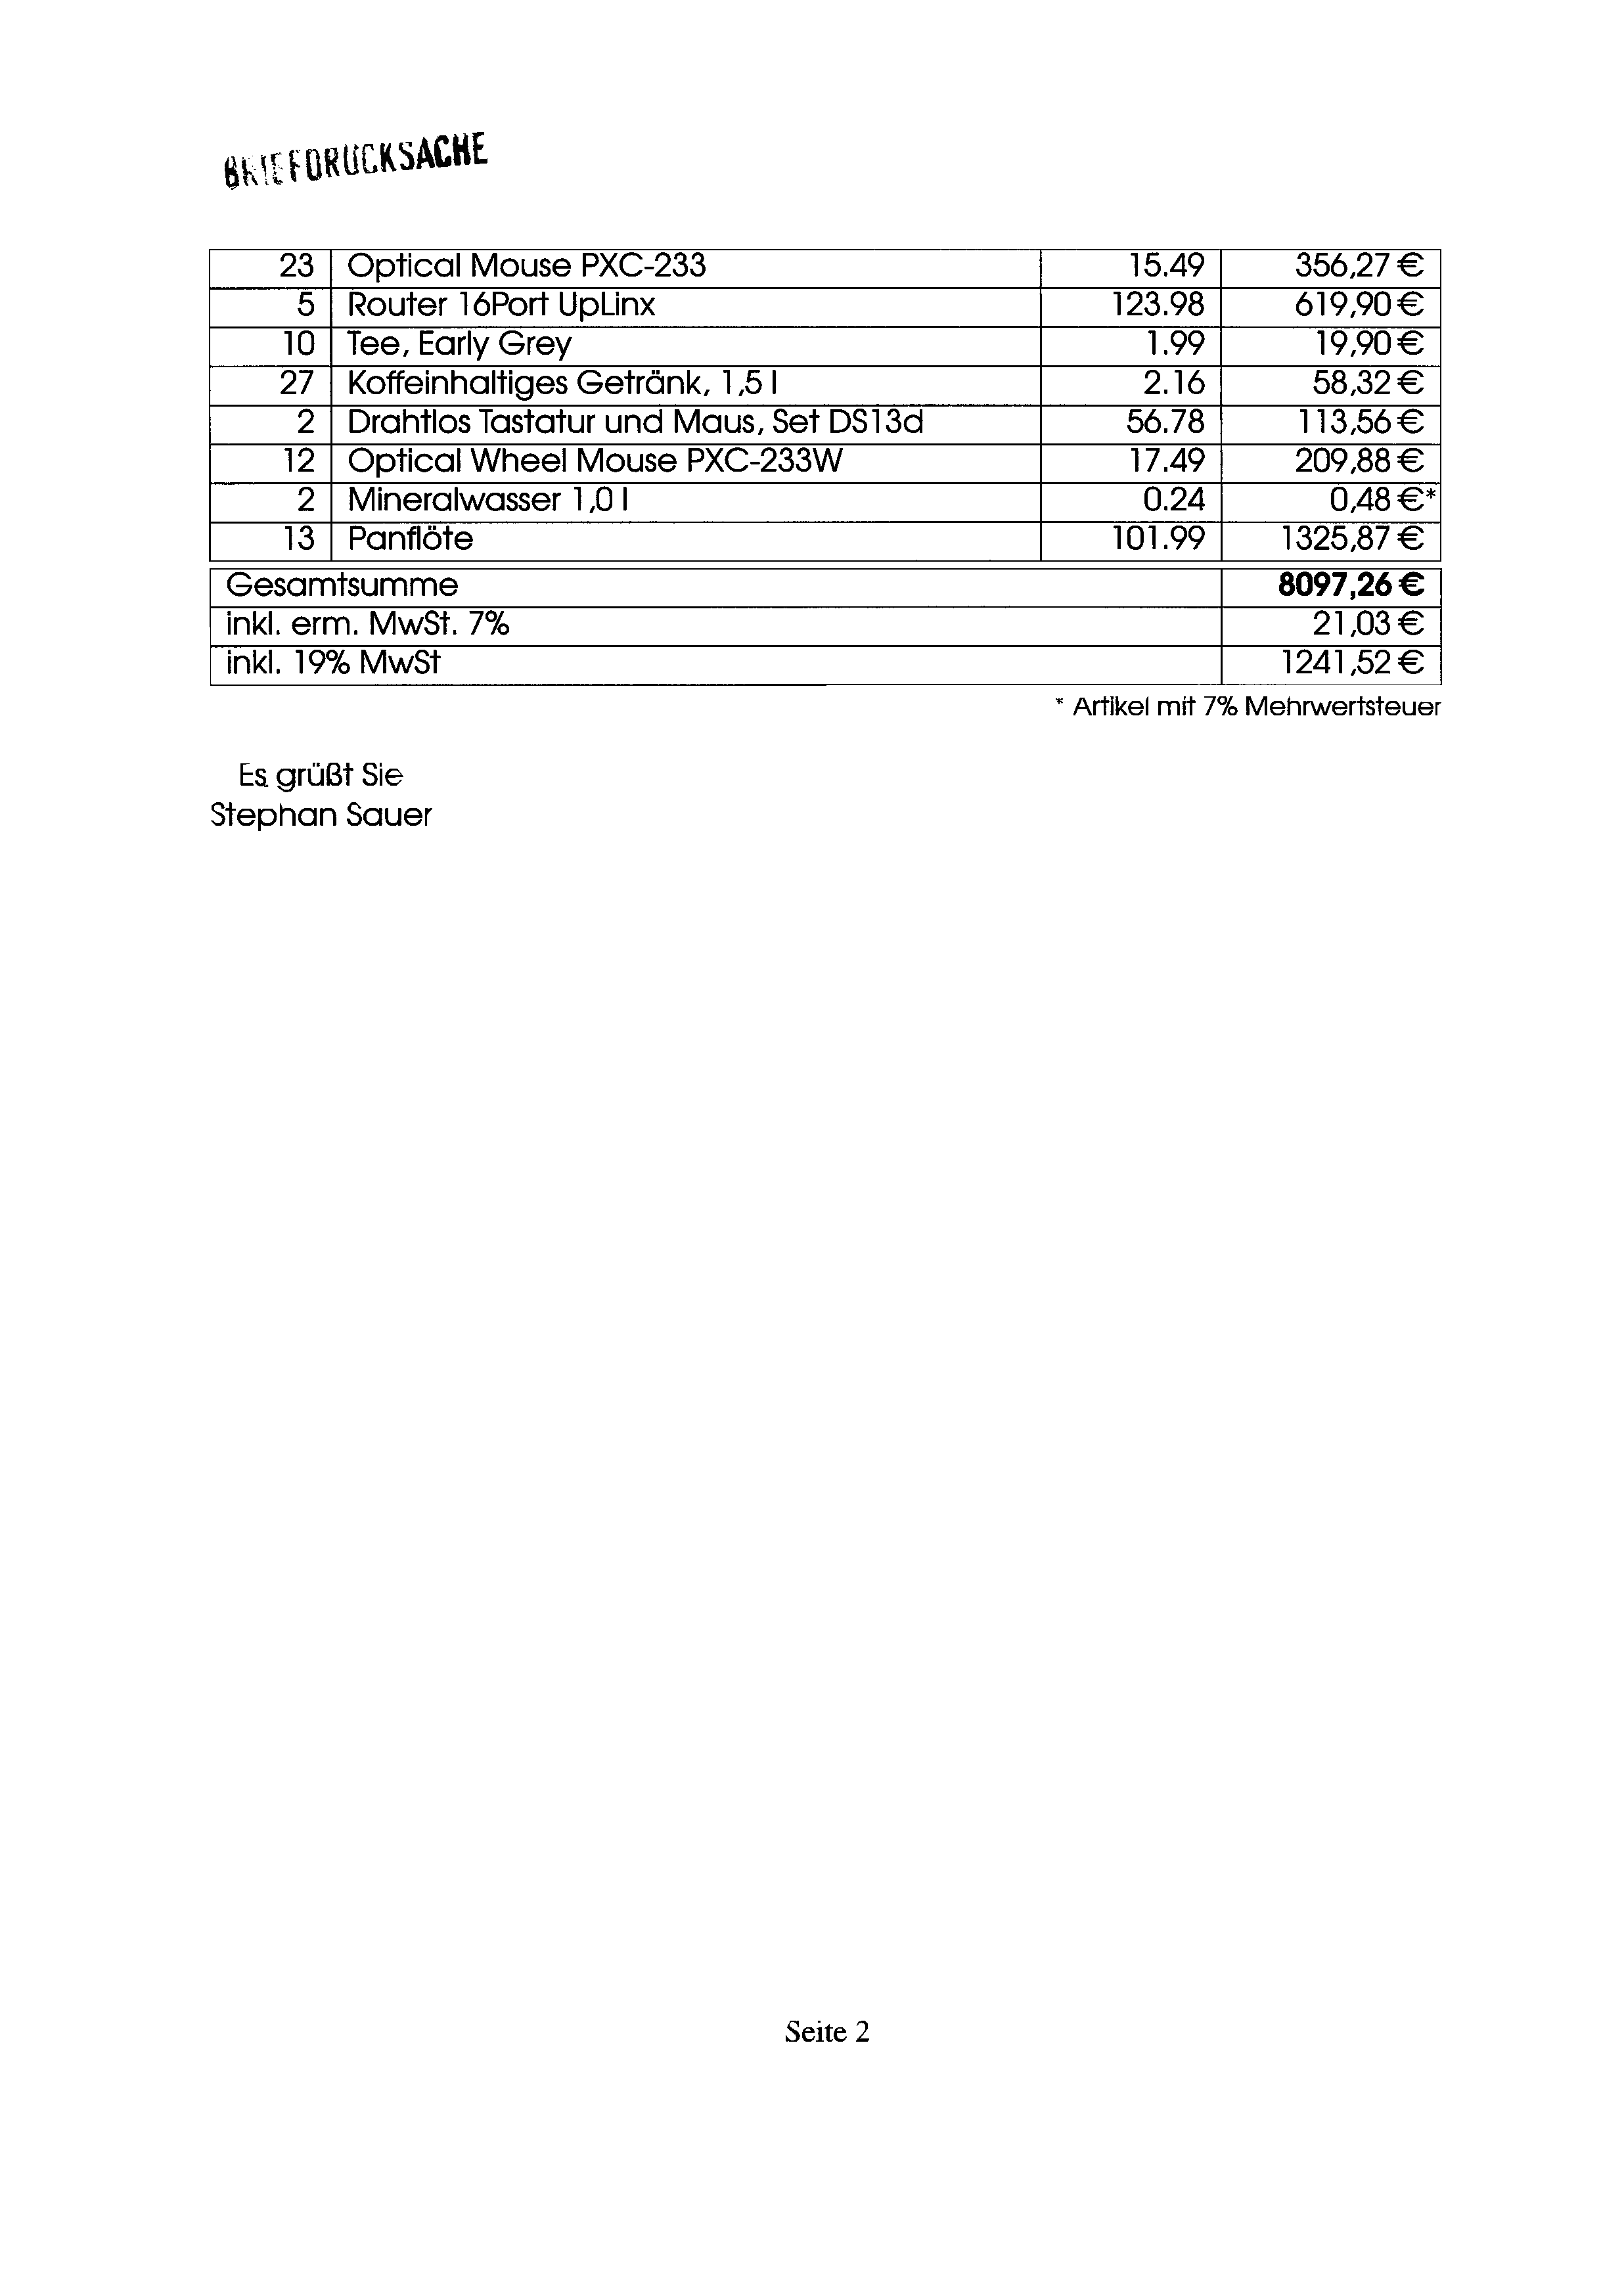 BRIEFDRUCKSACHE
23 Optical Mouse PXC-233 15.49 356,27 €
5 Router 16Port UpLinx 123.98 619,90 €
10 Tee, Early Grey 1.99 19,90 €
27 Koffeinhaltiges Getränk, 1,5 l 2.16 58,32 €
2 Drahtlos Tastatur und Maus, Set DS13d 56.78 113,56 €
12 Optical Wheel Mouse PXC-233W 17.49 209,88 €
2 Mineralwasser 1,0 l 0.24 0,48 €*
13 Panflöte 101.99 1325,87 €
Gesamtsumme 8097,26 €
inkl. erm. MwSt. 7% 21,03 €
inkl. 19% MwSt 1241,52 €
* Artikel mit 7% Mehrwertsteuer
Es grüßt Sie
Stephan Sauer
Seite 2